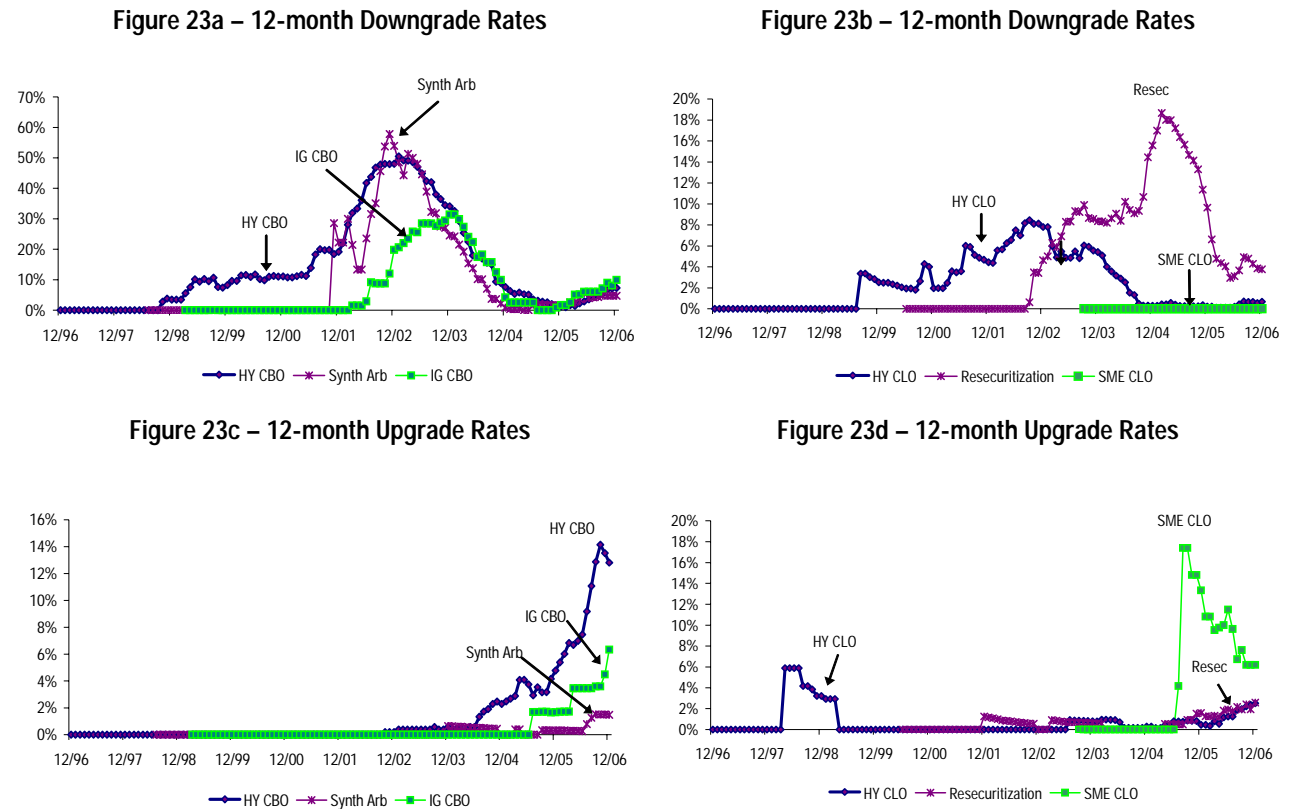 Figure 23a – 12-month Downgrade Rates
70%
60%
50%
40%
30%
20%
10%
0%
Synth Arb
IG CBO
HY CBO
12/96 12/97 12/98 12/99 12/00 12/01 12/02 12/03 12/04 12/05 12/06
HY CBO Synth Arb IG CBO
Figure 23b – 12-month Downgrade Rates
20%
18%
16%
14%
12%
10%
8%
6%
4%
2%
0%
Resec
HY CLO
SME CLO
12/96 12/97 12/98 12/99 12/00 12/01 12/02 12/03 12/04 12/05 12/06
HY CLO Resecuritization SME CLO
Figure 23c – 12-month Upgrade Rates
16%
14%
12%
10%
8%
6%
4%
2%
0%
HY CBO
IG CBO
Synth Arb
12/96 12/97 12/98 12/99 12/00 12/01 12/02 12/03 12/04 12/05 12/06
HY CBO Synth Arb IG CBO
Figure 23d – 12-month Upgrade Rates
20%
18%
16%
14%
12%
10%
8%
6%
4%
2%
0%
SME CLO
HY CLO
Resec
12/96 12/97 12/98 12/99 12/00 12/01 12/02 12/03 12/04 12/05 12/06
HY CLO Resecuritization SME CLO